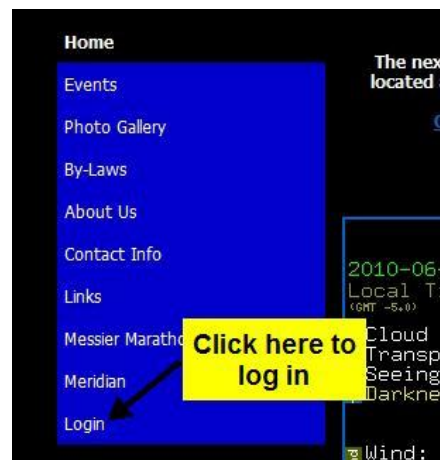 Home
Events
Photo Gallery
By-Laws
About Us
Contact Info
Links
Messier Maratho
Meridian
Login
Click here to
log in
The nex
located
2010-06-
Local T
(GMT -5.0)
Cloud
Transp
Seeing
Darkne
Wind: